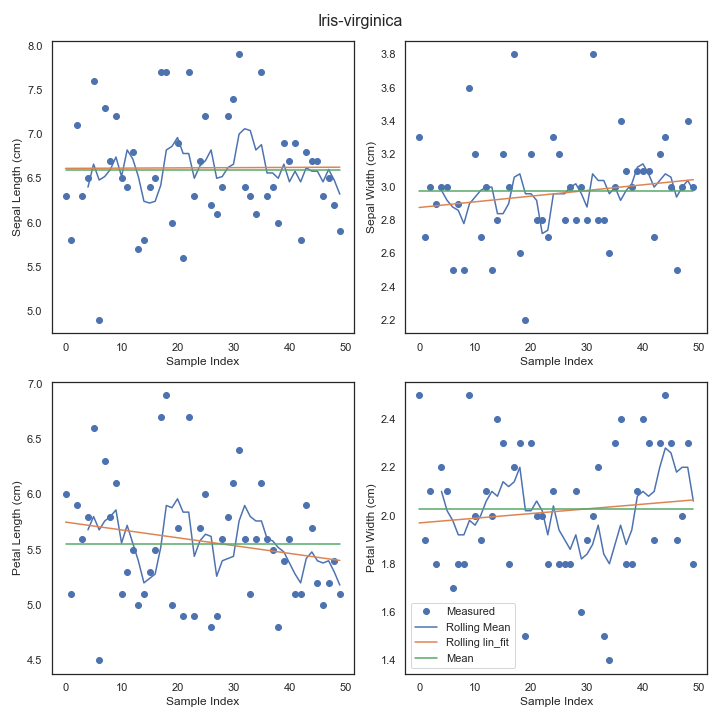 Iris-virginica
8.0
7.5
7.0
6.5
6.0
5.5
5.0
Sepal Length (cm)
0 10 20 30 40 50
Sample Index
3.8
3.6
3.4
3.2
3.0
2.8
2.6
2.4
2.2
Sepal Width (cm)
0 10 20 30 40 50
Sample Index
7.0
6.5
6.0
5.5
5.0
4.5
Petal Length (cm)
0 10 20 30 40 50
Sample Index
2.4
2.2
2.0
1.8
1.6
1.4
Petal Width (cm)
Measured
Rolling Mean
Rolling lin_fit
Mean
0 10 20 30 40 50
Sample Index